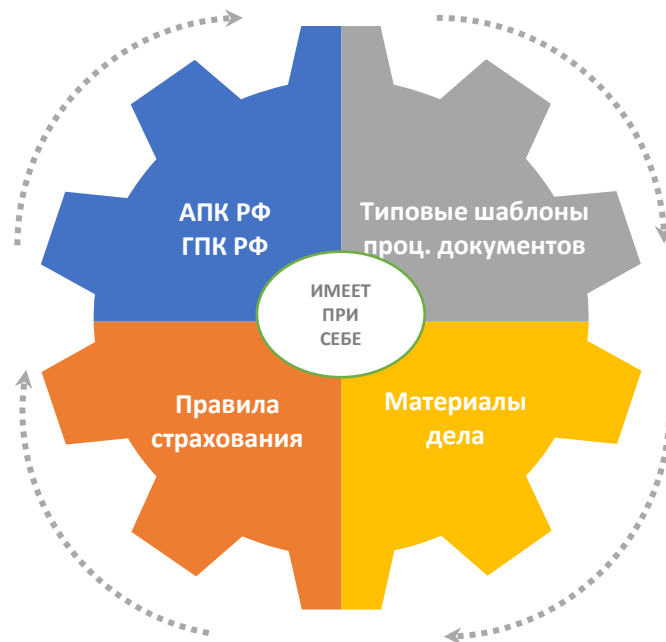 АПК РФ
ГПК РФ
Типовые шаблоны
проц. документов
ИМЕЕТ
ПРИ
СЕБЕ
Правила
страхования
Материалы
дела